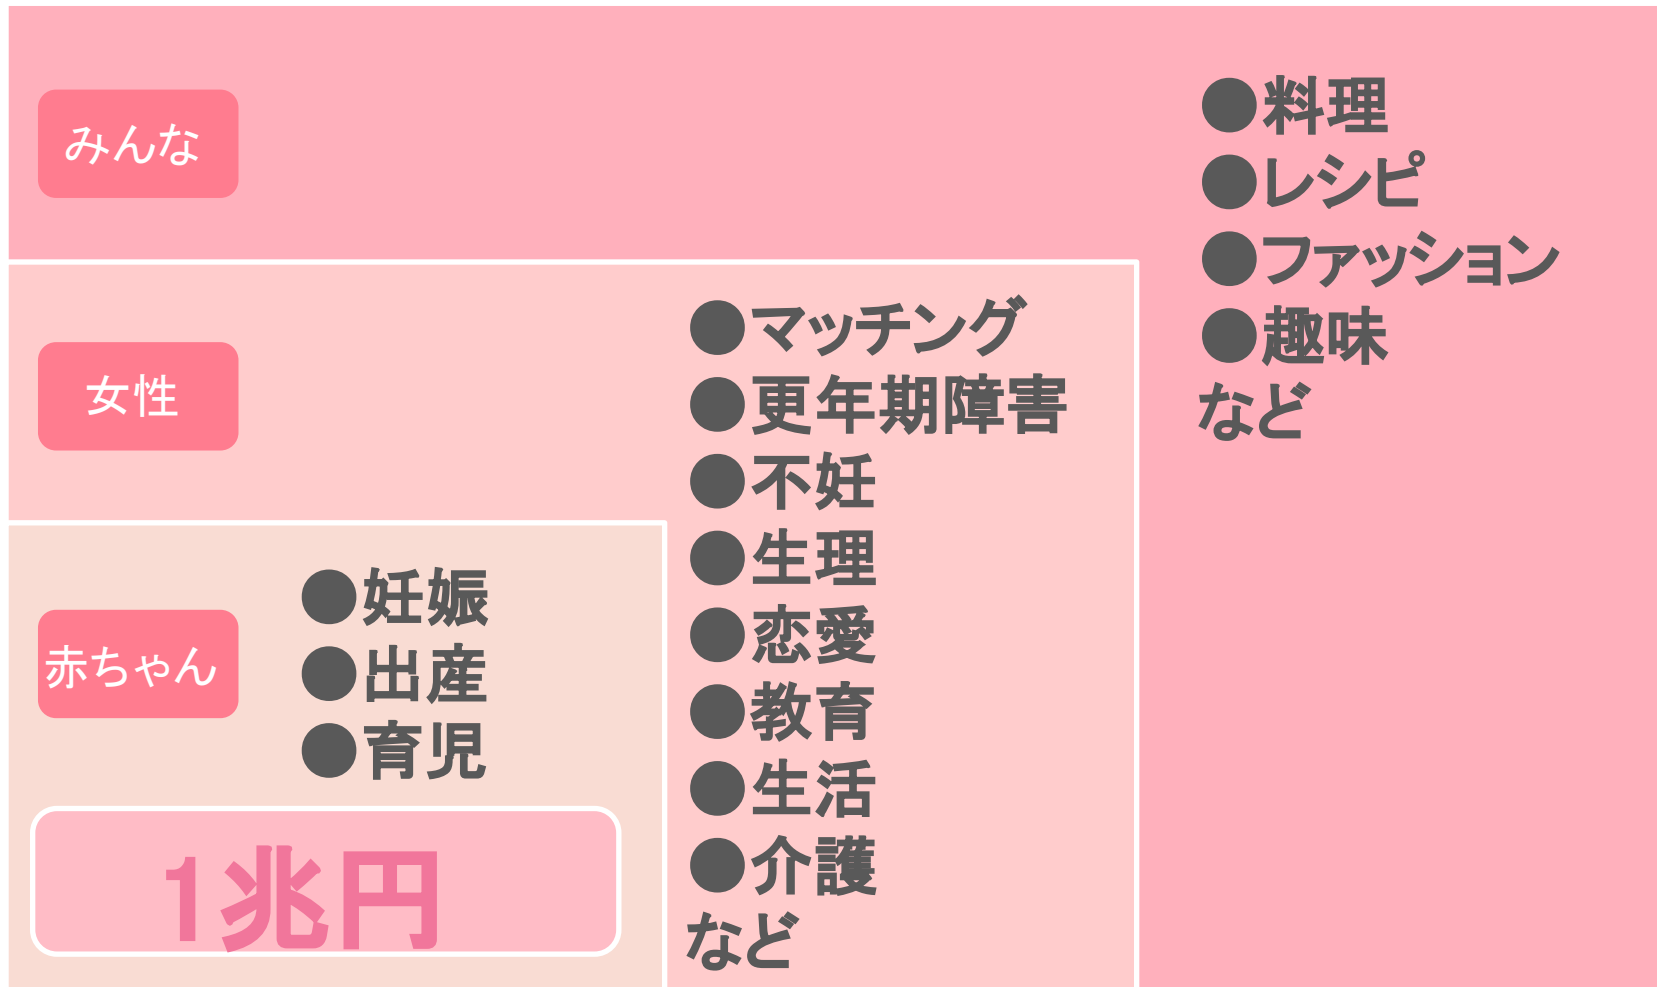 みんな
●料理
●レシピ
●ファッション
●趣味
など
女性
●マッチング
●更年期障害
●不妊
●生理
●恋愛
●教育
●生活
●介護
など
赤ちゃん
●妊娠
●出産
●育児
1兆円